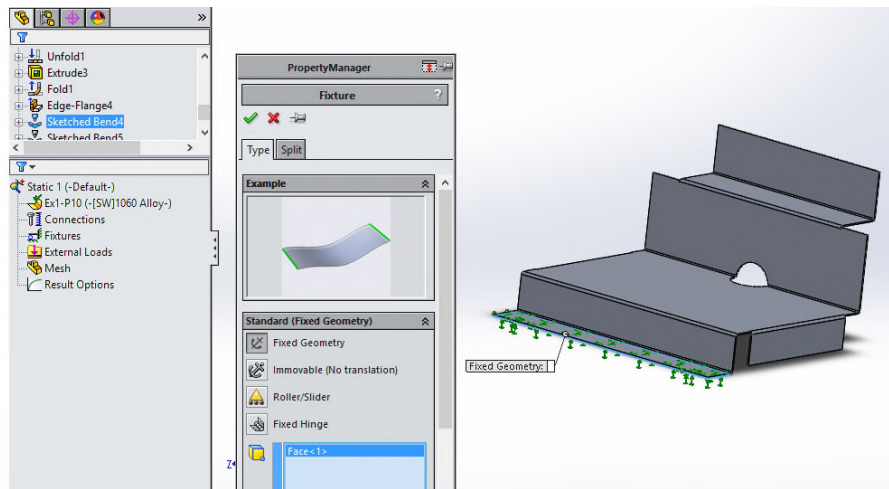 Unfold1
Extrude3
Fold1
Edge-Flange4
Sketched Bend4
Sketched Bend5
Static 1 (-Default-)
Ex1-P10 (-[SW]1060 Alloy-)
Connections
Fixtures
External Loads
Mesh
Result Options
PropertyManager
Fixture
?
Type
Split
Example
Standard (Fixed Geometry)
Fixed Geometry
Immovable (No translation)
Roller/Slider
Fixed Hinge
Face<1>
Z
Fixed Geometry: